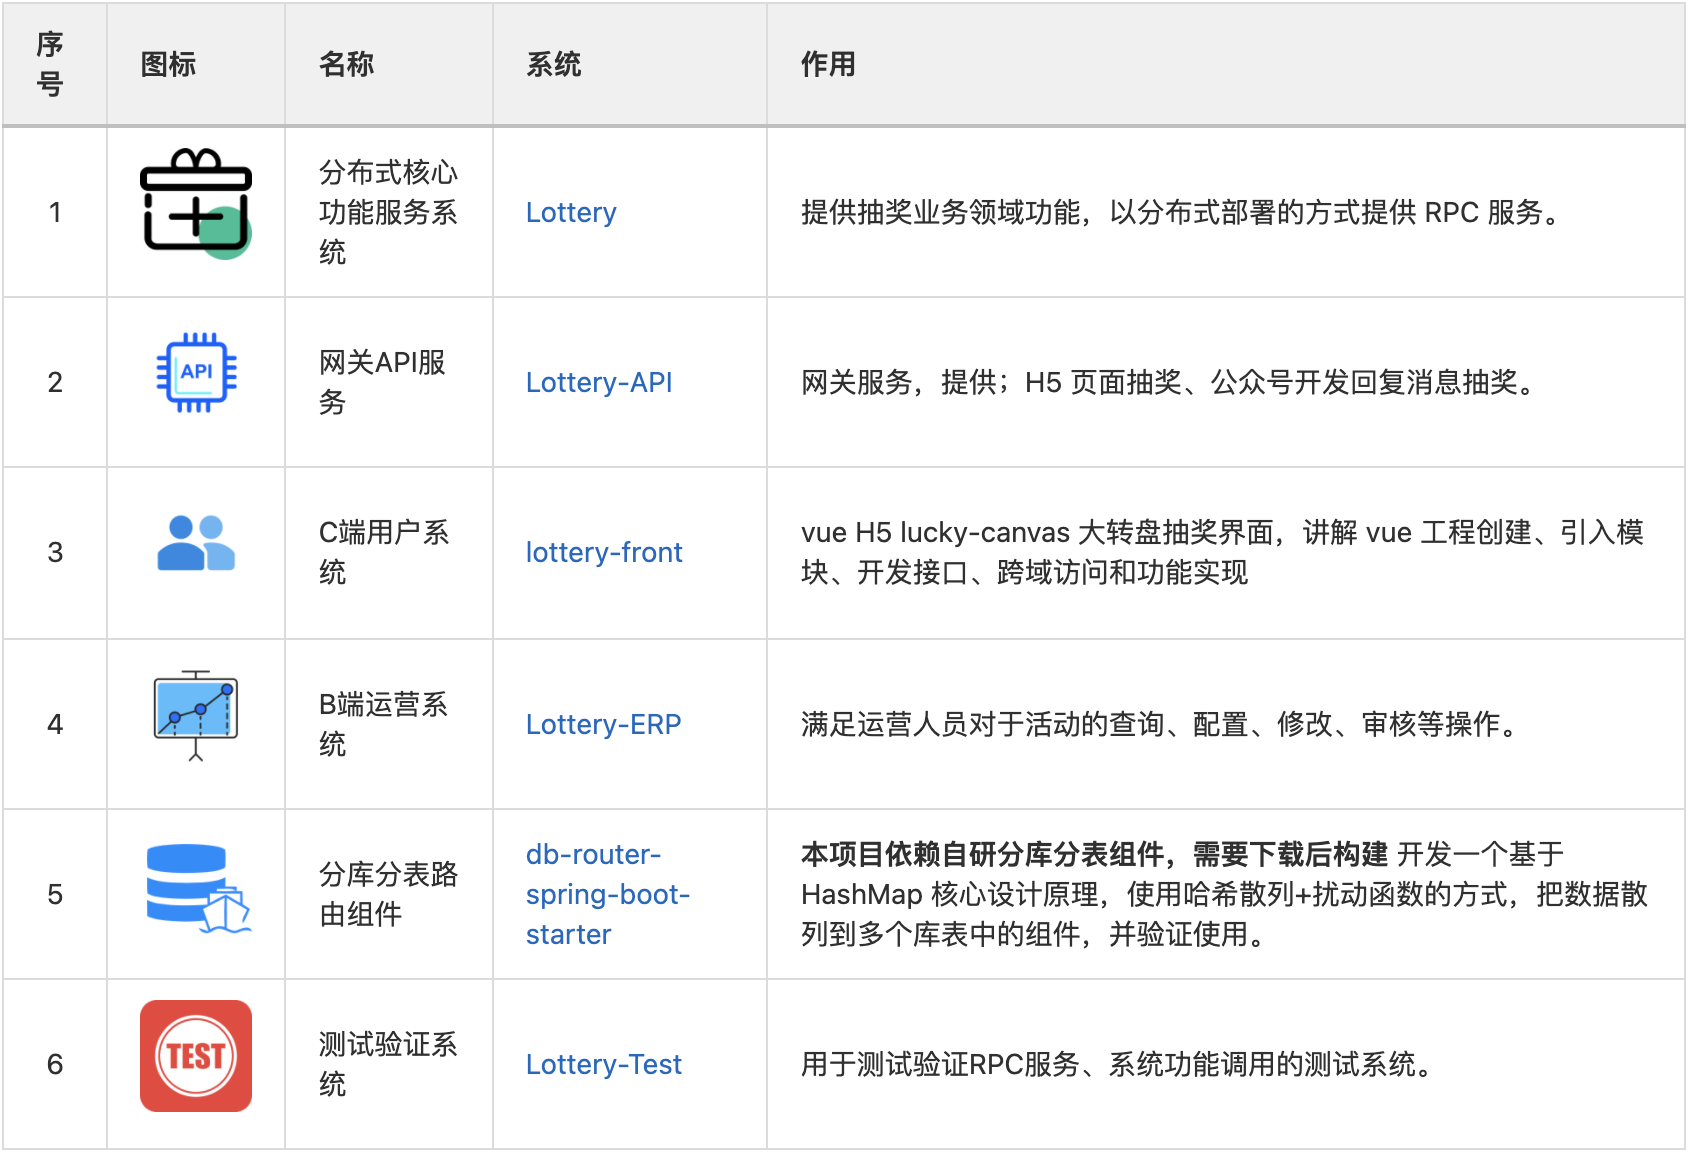 序
号
图标
名称
系统
作用
1
分布式核心
功能服务系
统
Lottery
提供抽奖业务领域功能，以分布式部署的方式提供 RPC 服务。
2
API
网关API服
务
Lottery-API
网关服务，提供；H5 页面抽奖、公众号开发回复消息抽奖。
3
C端用户系
统
lottery-front
vue H5 lucky-canvas 大转盘抽奖界面，讲解 vue 工程创建、引入模
块、开发接口、跨域访问和功能实现
4
B端运营系
统
Lottery-ERP
满足运营人员对于活动的查询、配置、修改、审核等操作。
5
分库分表路
由组件
db-router-
spring-boot-
starter
本项目依赖自研分库分表组件，需要下载后构建 开发一个基于
HashMap 核心设计原理，使用哈希散列+扰动函数的方式，把数据散
列到多个库表中的组件，并验证使用。
6
TEST
测试验证系
统
Lottery-Test
用于测试验证RPC服务、系统功能调用的测试系统。